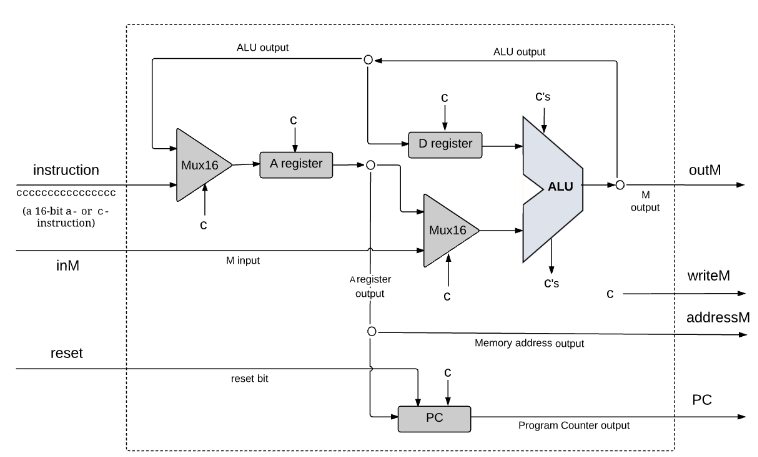 ALU output
ALU output
c
c
c's
Mux16
A register
D register
instruction
cccccccccccccccc
(a 16-bit a- or c-
instruction)
c
ALU
outM
M
output
Mux16
inM
M input
A register
output
c
c's
c
writeM
addressM
Memory address output
reset
reset bit
c
PC
PC
Program Counter output